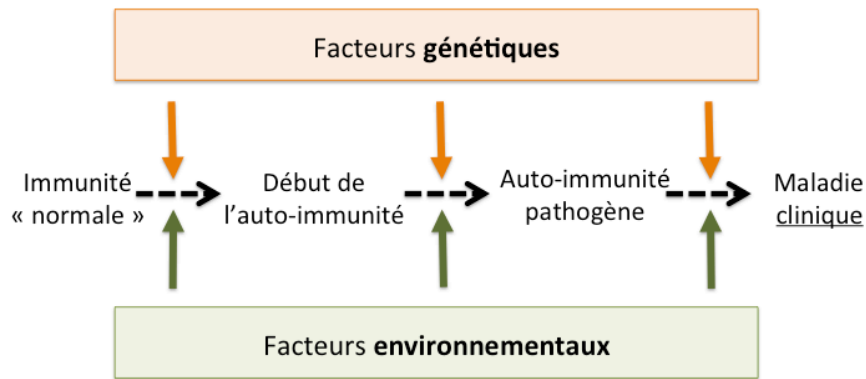 Facteurs génétiques
Immunité
« normale »
Début de
l’auto-immunité
Auto-immunité
pathogène
Maladie
clinique
Facteurs environnementaux